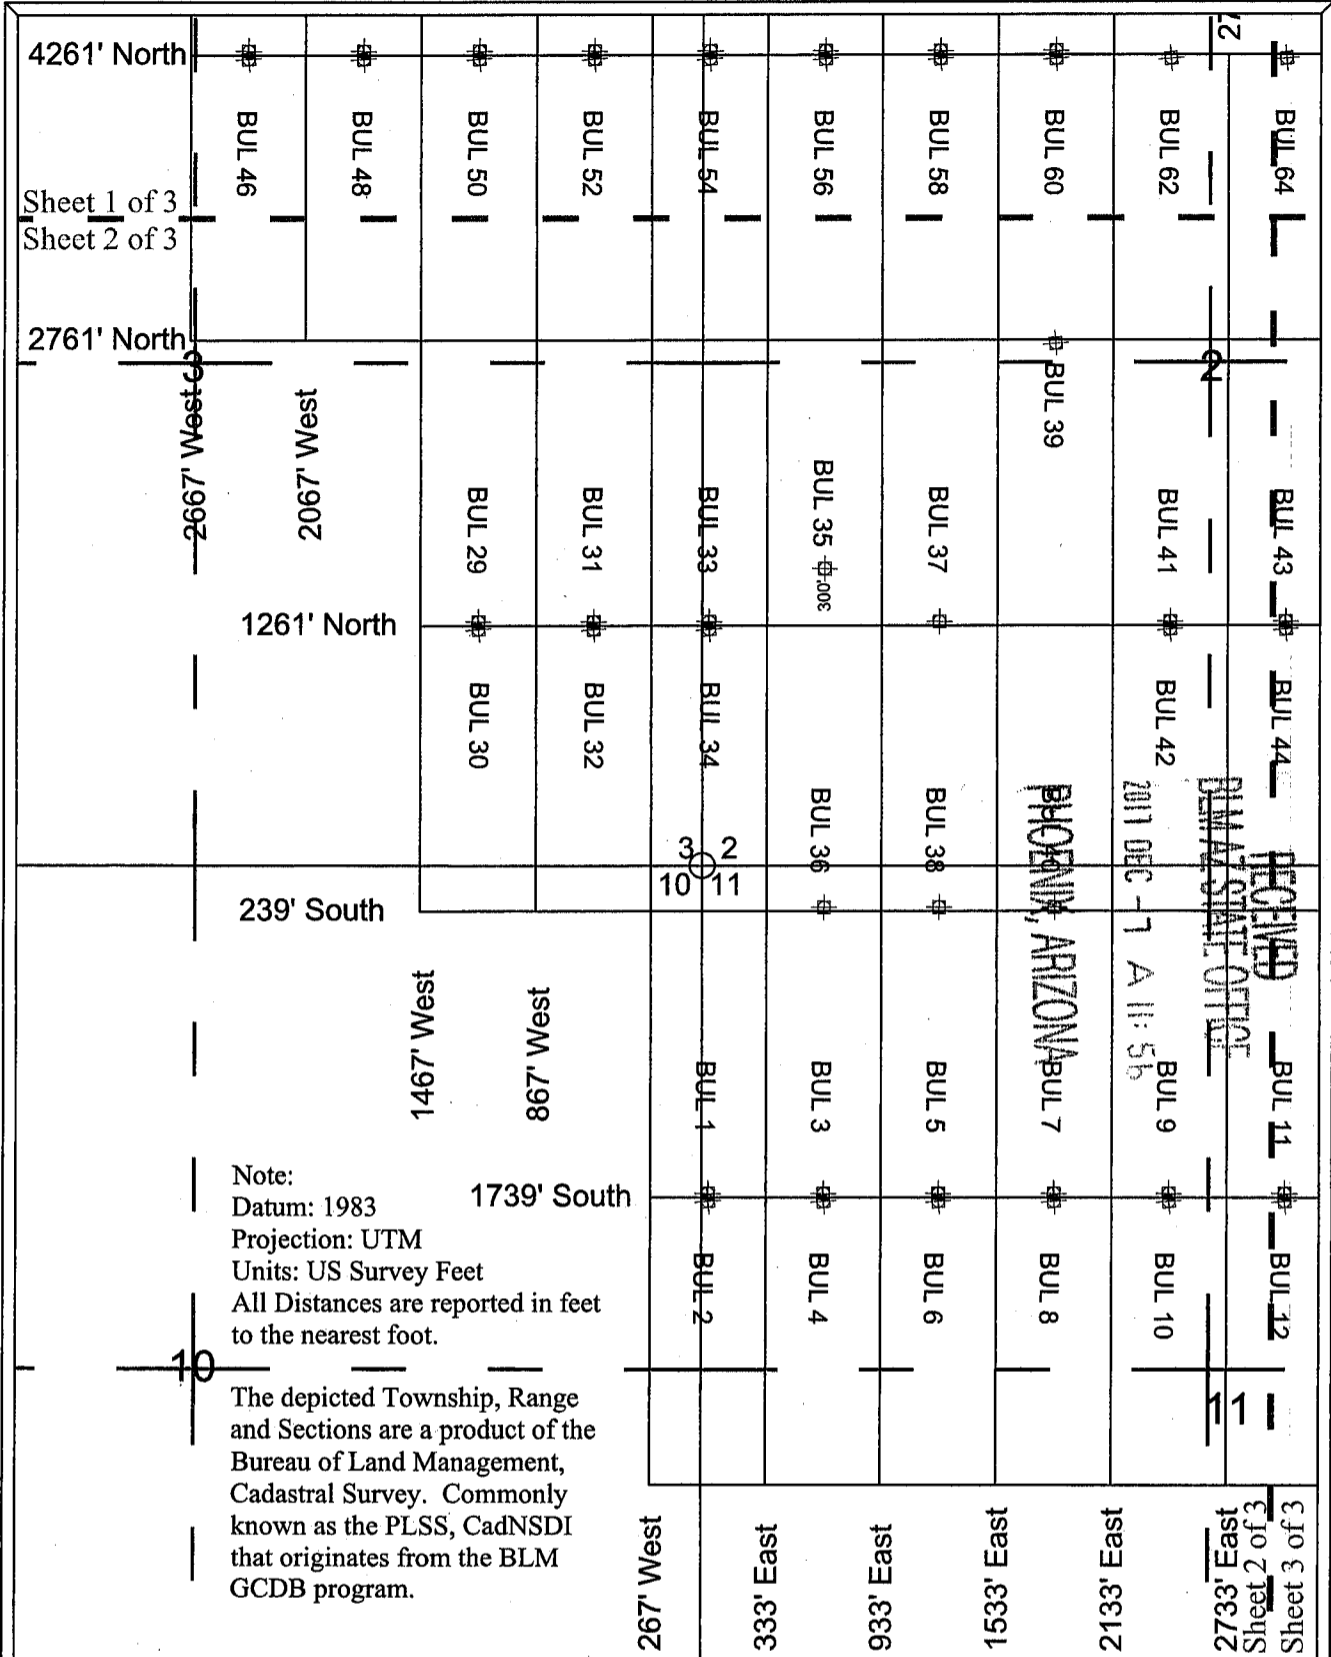 4261' North
27
BUL 46
BUL 48
BUL 50
BUL 52
BUL 54
BUL 56
BUL 58
BUL 60
BUL 62
BUL 64
Sheet 1 of 3
Sheet 2 of 3
2761' North
3
2
2667' West
2067' West
BUL 39
BUL 29
BUL 31
BUL 33
BUL 35
300'
BUL 37
BUL 41
BUL 43
1261' North
BUL 30
BUL 32
BUL 34
BUL 42
BUL 44
BUL 36
BUL 38
3 2
10 11
RECEIVED
BLM AZ STATE OFFICE
2017 DEC -7 A 11: 56
PHOENIX, ARIZONA
239' South
1467' West
867' West
BUL 1
BUL 3
BUL 5
BUL 7
BUL 9
BUL 11
1739' South
BUL 2
BUL 4
BUL 6
BUL 8
BUL 10
BUL 12
Note:
Datum: 1983
Projection: UTM
Units: US Survey Feet
All Distances are reported in feet
to the nearest foot.
10
11
The depicted Township, Range
and Sections are a product of the
Bureau of Land Management,
Cadastral Survey. Commonly
known as the PLSS, CadNSDI
that originates from the BLM
GCDB program.
267' West
333' East
933' East
1533' East
2133' East
2733' East
Sheet 2 of 3
Sheet 3 of 3